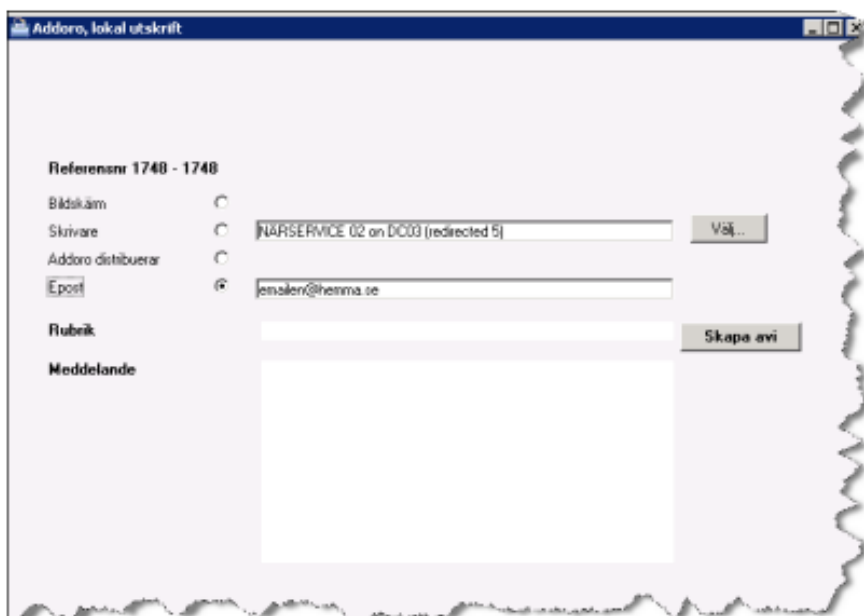 Addoro, lokal utskrift
Referensnr 1748 - 1748
Bildskärm
Skrivare NÄRSERVICE 02 on DC03 (redirected 5) Välj...
Addoro distribuerar
Epost emailen@hemma.se
Rubrik Skapa avi
Meddelande